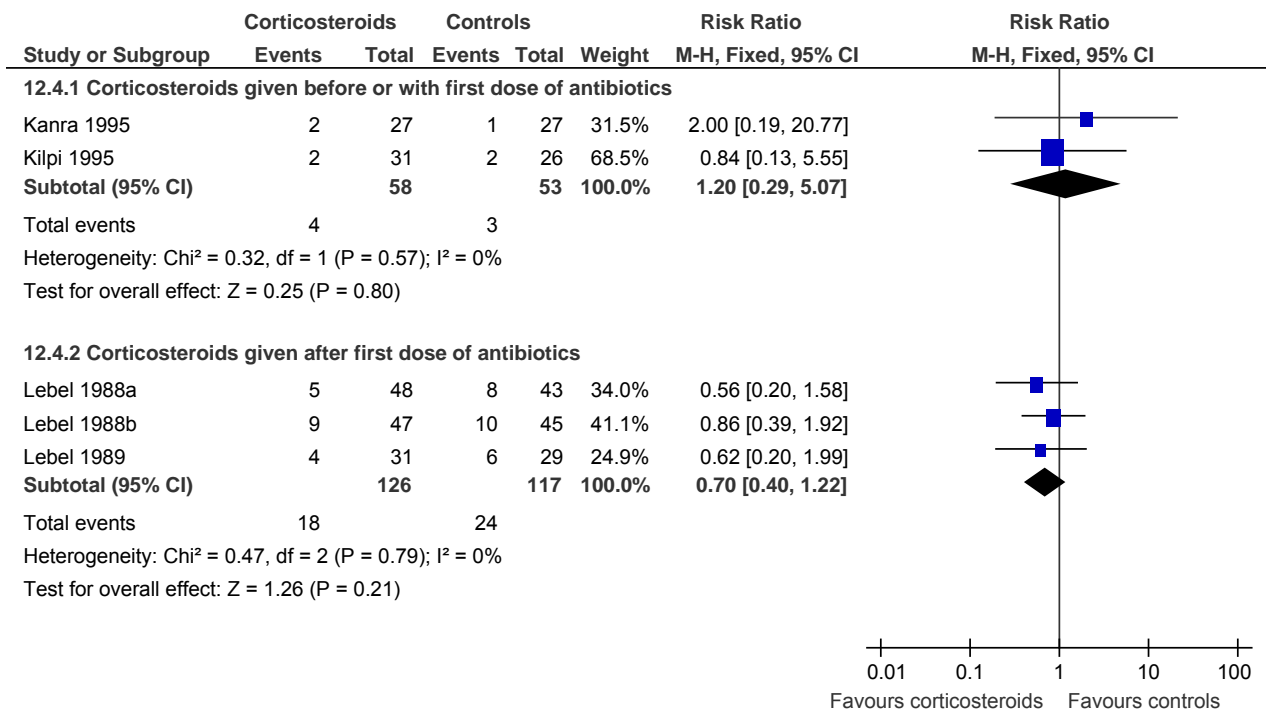 Corticosteroids Controls Risk Ratio Risk Ratio
Study or Subgroup Events Total Events Total Weight M-H, Fixed, 95% CI M-H, Fixed, 95% CI
12.4.1 Corticosteroids given before or with first dose of antibiotics
Kanra 1995 2 27 1 27 31.5% 2.00 [0.19, 20.77]
Kilpi 1995 2 31 2 26 68.5% 0.84 [0.13, 5.55]
Subtotal (95% CI) 58 53 100.0% 1.20 [0.29, 5.07]
Total events 4 3
Heterogeneity: Chi² = 0.32, df = 1 (P = 0.57); I² = 0%
Test for overall effect: Z = 0.25 (P = 0.80)
12.4.2 Corticosteroids given after first dose of antibiotics
Lebel 1988a 5 48 8 43 34.0% 0.56 [0.20, 1.58]
Lebel 1988b 9 47 10 45 41.1% 0.86 [0.39, 1.92]
Lebel 1989 4 31 6 29 24.9% 0.62 [0.20, 1.99]
Subtotal (95% CI) 126 117 100.0% 0.70 [0.40, 1.22]
Total events 18 24
Heterogeneity: Chi² = 0.47, df = 2 (P = 0.79); I² = 0%
Test for overall effect: Z = 1.26 (P = 0.21)
0.01 0.1 1 10 100
Favours corticosteroids Favours controls